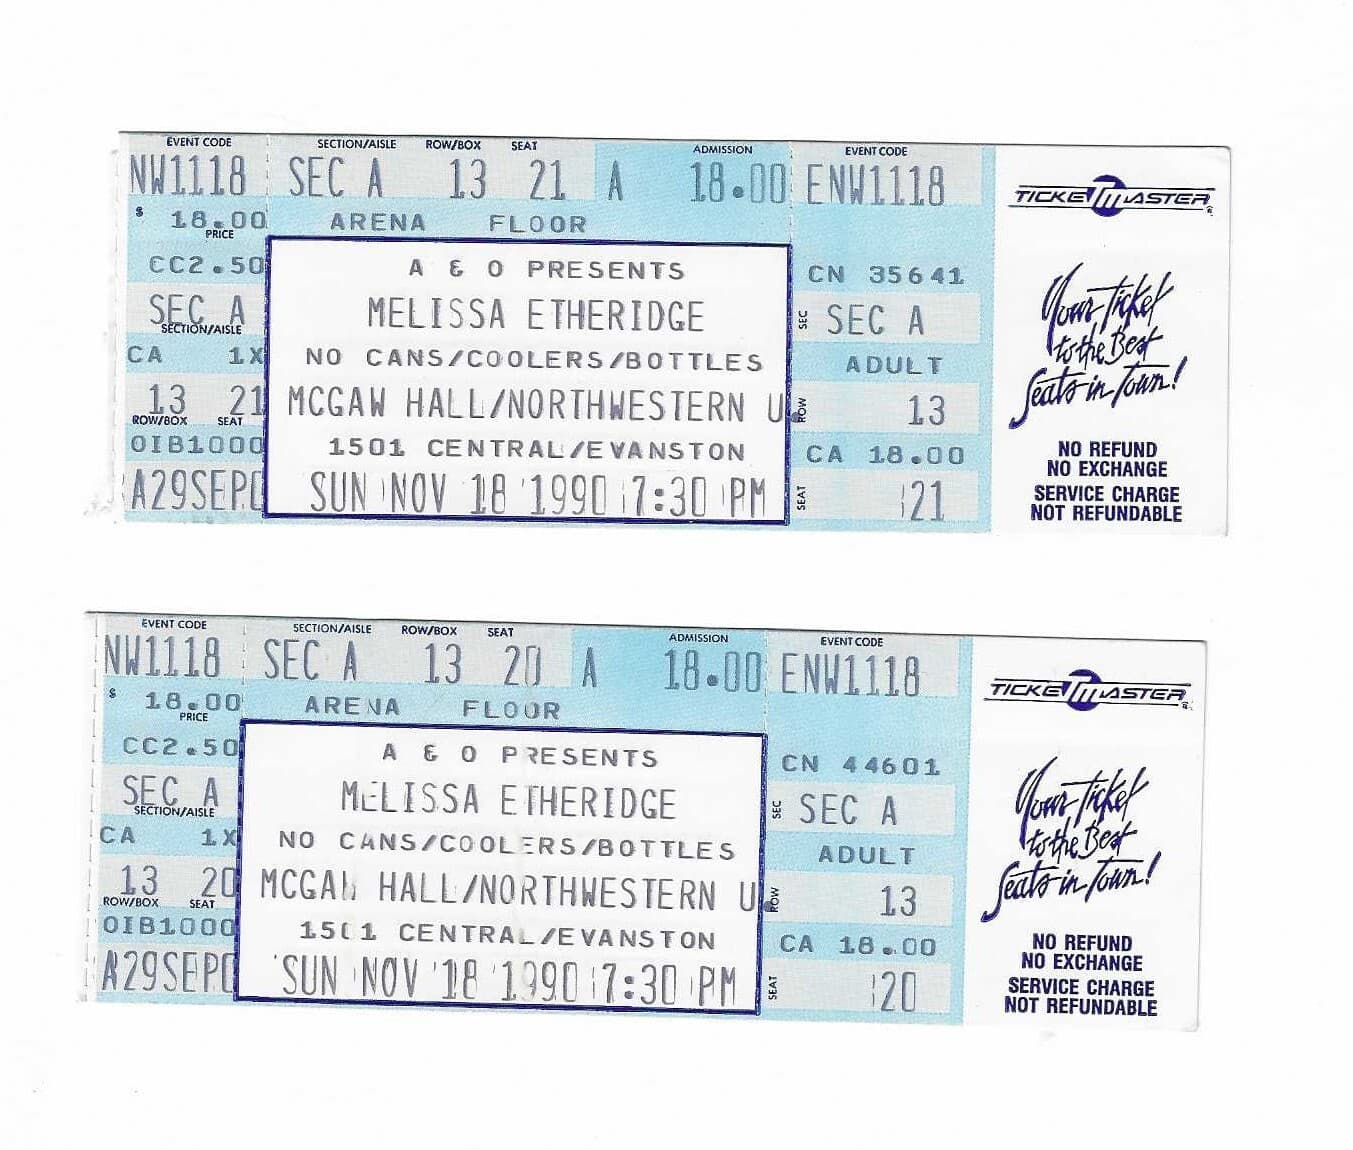 EVENT CODE SECTION/AISLE ROW/BOX SEAT ADMISSION EVENT CODE
NW1118 SEC A 13 21 A 18.00 ENW1118
$ 18.00 ARENA FLOOR
PRICE
CC2.50 A & O PRESENTS CN 35641
SEC A MELISSA ETHERIDGE SEC SEC A
SECTION/AISLE
CA 1X NO CANS/COOLERS/BOTTLES ADULT
13 21 MCGAW HALL/NORTHWESTERN U. ROW 13
ROW/BOX SEAT
OIB1000 1501 CENTRAL/EVANSTON CA 18.00
A29SEP0 SUN NOV 18 1990 7:30 PM SEAT 21
TICKETMASTER
Your Ticket
to the Best
Seats in Town!
NO REFUND
NO EXCHANGE
SERVICE CHARGE
NOT REFUNDABLE
EVENT CODE SECTION/AISLE ROW/BOX SEAT ADMISSION EVENT CODE
NW1118 SEC A 13 20 A 18.00 ENW1118
$ 18.00 ARENA FLOOR
PRICE
CC2.50 A & O PRESENTS CN 44601
SEC A MELISSA ETHERIDGE SEC SEC A
SECTION/AISLE
CA 1X NO CANS/COOLERS/BOTTLES ADULT
13 20 MCGAW HALL/NORTHWESTERN U. ROW 13
ROW/BOX SEAT
OIB1000 1501 CENTRAL/EVANSTON CA 18.00
A29SEP0 SUN NOV 18 1990 7:30 PM SEAT 20
TICKETMASTER
Your Ticket
to the Best
Seats in Town!
NO REFUND
NO EXCHANGE
SERVICE CHARGE
NOT REFUNDABLE